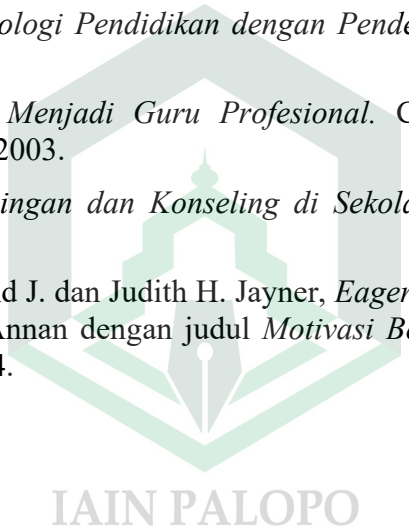 ologi Pendidikan dengan Pende
Menjadi Guru Profesional.
2003.
ingan dan Konseling di Sekola
d J. dan Judith H. Jayner, Eager
Annan dengan judul Motivasi Be
4.
IAIN PALOPO